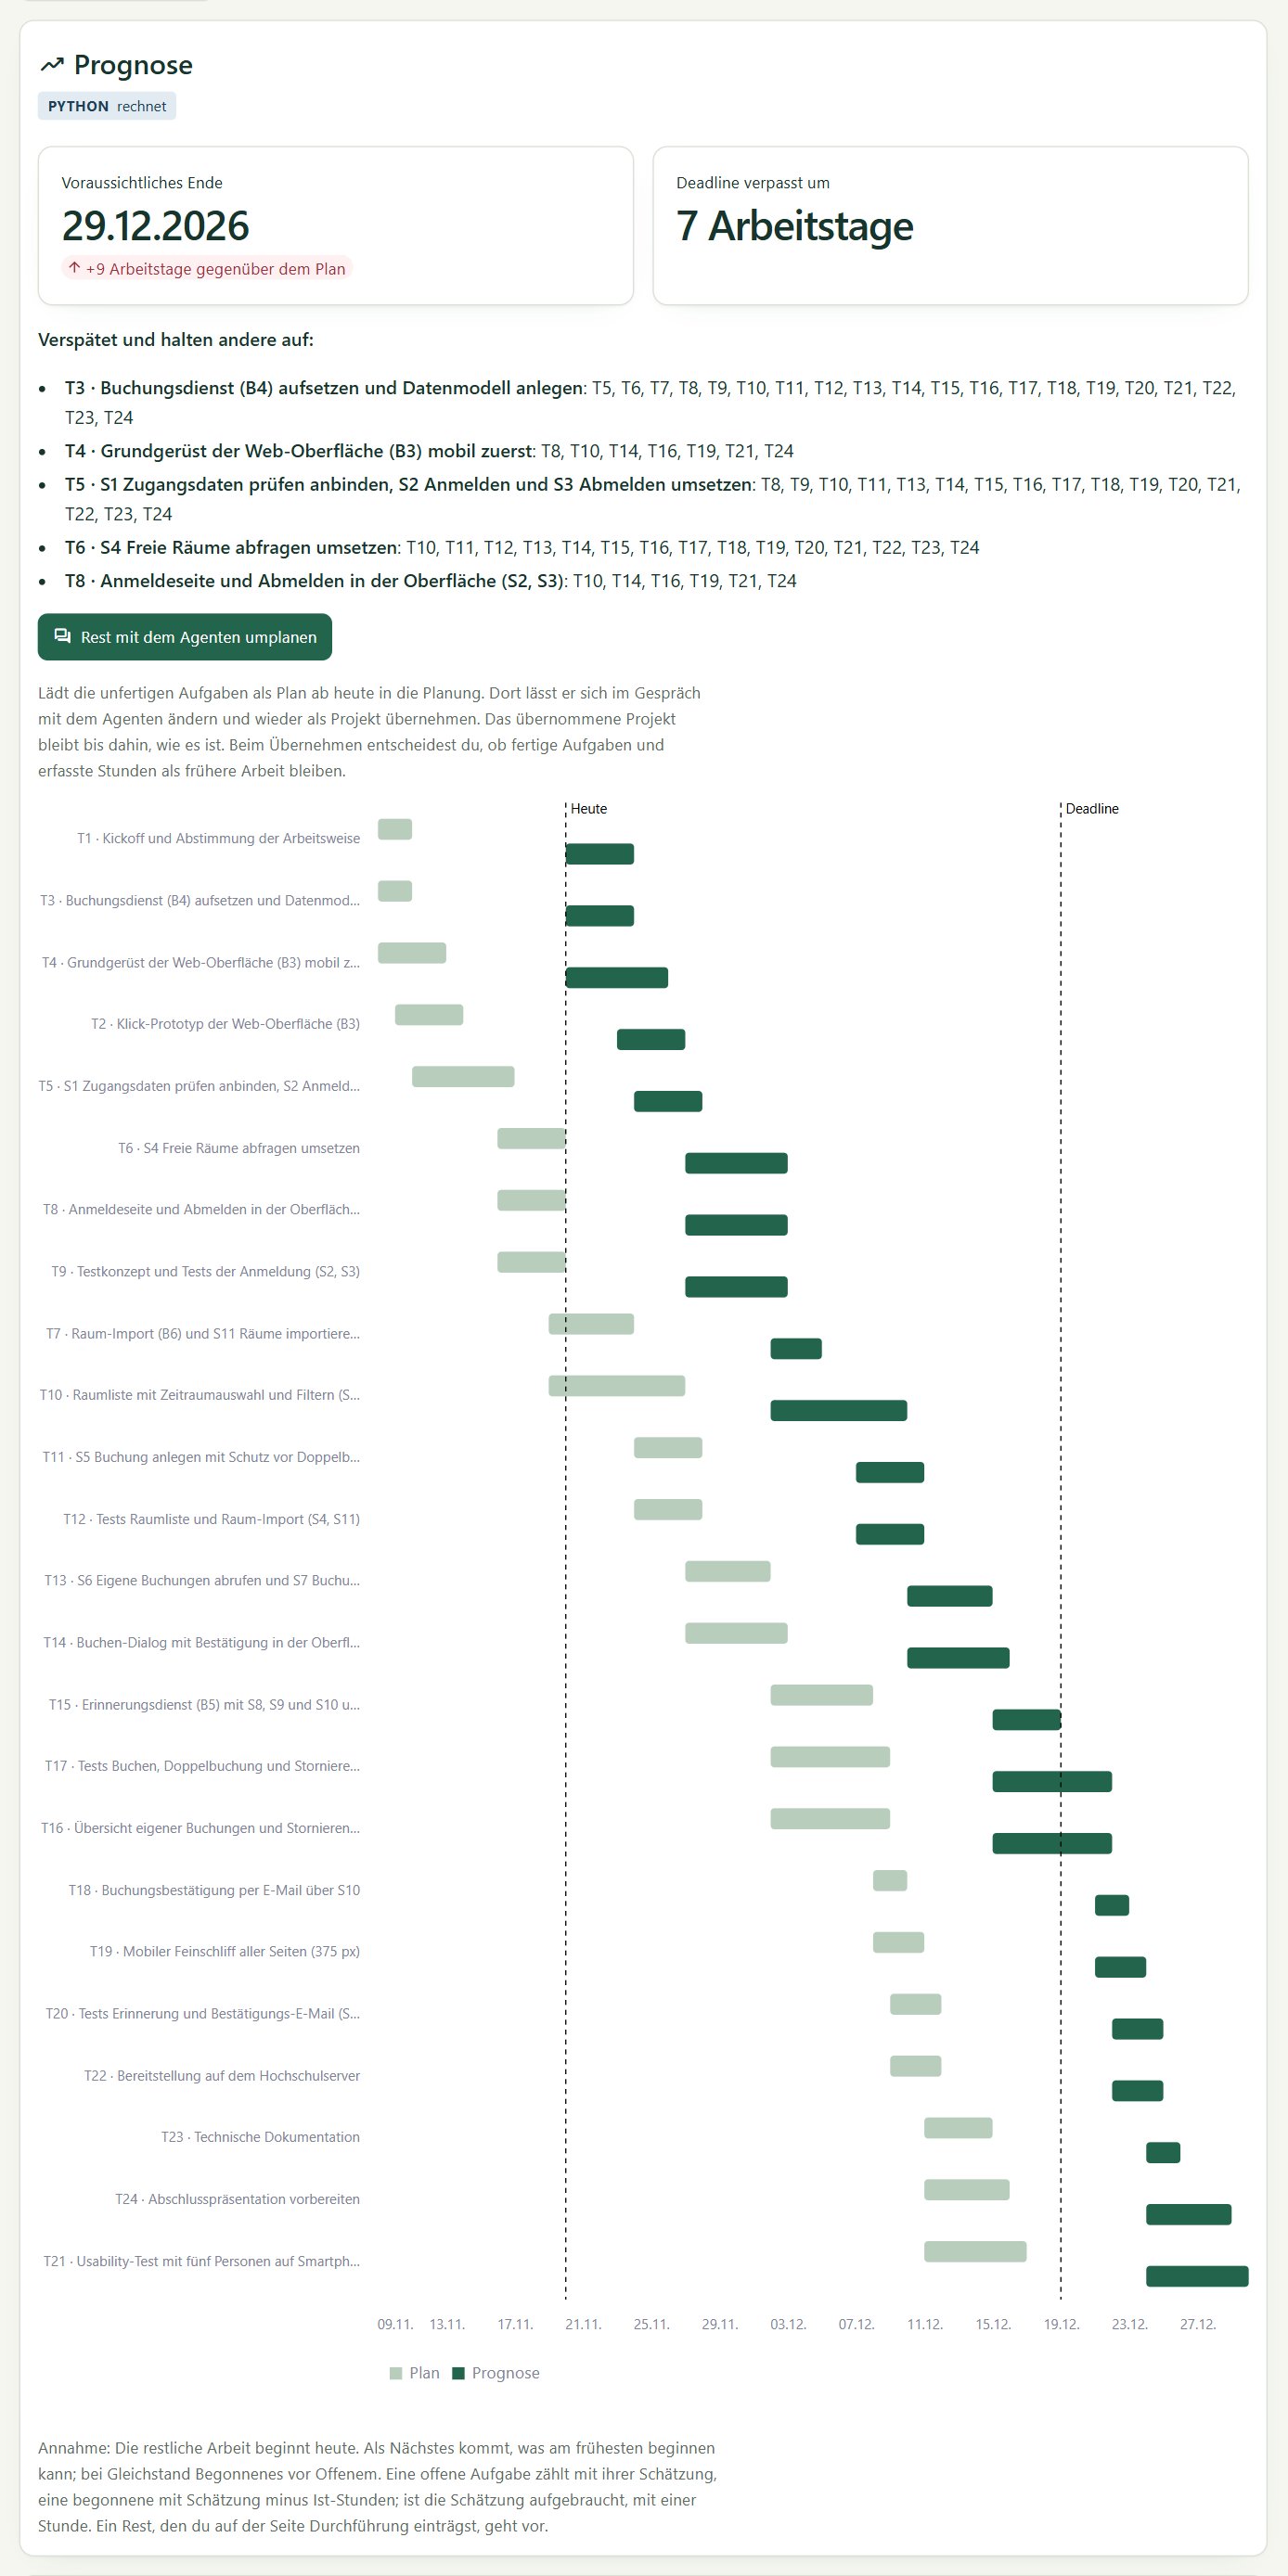 Prognose
PYTHON rechnet
Voraussichtliches Ende
29.12.2026
↑ +9 Arbeitstage gegenüber dem Plan
Deadline verpasst um
7 Arbeitstage
Verspätet und halten andere auf:
• T3 · Buchungsdienst (B4) aufsetzen und Datenmodell anlegen: T5, T6, T7, T8, T9, T10, T11, T12, T13, T14, T15, T16, T17, T18, T19, T20, T21, T22,
T23, T24
• T4 · Grundgerüst der Web-Oberfläche (B3) mobil zuerst: T8, T10, T14, T16, T19, T21, T24
• T5 · S1 Zugangsdaten prüfen anbinden, S2 Anmelden und S3 Abmelden umsetzen: T8, T9, T10, T11, T13, T14, T15, T16, T17, T18, T19, T20, T21,
T22, T23, T24
• T6 · S4 Freie Räume abfragen umsetzen: T10, T11, T12, T13, T14, T15, T16, T17, T18, T19, T20, T21, T22, T23, T24
• T8 · Anmeldeseite und Abmelden in der Oberfläche (S2, S3): T10, T14, T16, T19, T21, T24
Rest mit dem Agenten umplanen
Lädt die unfertigen Aufgaben als Plan ab heute in die Planung. Dort lässt er sich im Gespräch
mit dem Agenten ändern und wieder als Projekt übernehmen. Das übernommene Projekt
bleibt bis dahin, wie es ist. Beim Übernehmen entscheidest du, ob fertige Aufgaben und
erfasste Stunden als frühere Arbeit bleiben.
Heute
Deadline
T1 · Kickoff und Abstimmung der Arbeitsweise
T3 · Buchungsdienst (B4) aufsetzen und Datenmod...
T4 · Grundgerüst der Web-Oberfläche (B3) mobil z...
T2 · Klick-Prototyp der Web-Oberfläche (B3)
T5 · S1 Zugangsdaten prüfen anbinden, S2 Anmeld...
T6 · S4 Freie Räume abfragen umsetzen
T8 · Anmeldeseite und Abmelden in der Oberfläch...
T9 · Testkonzept und Tests der Anmeldung (S2, S3)
T7 · Raum-Import (B6) und S11 Räume importiere...
T10 · Raumliste mit Zeitraumauswahl und Filtern (S...
T11 · S5 Buchung anlegen mit Schutz vor Doppelb...
T12 · Tests Raumliste und Raum-Import (S4, S11)
T13 · S6 Eigene Buchungen abrufen und S7 Buchu...
T14 · Buchen-Dialog mit Bestätigung in der Oberfl...
T15 · Erinnerungsdienst (B5) mit S8, S9 und S10 u...
T17 · Tests Buchen, Doppelbuchung und Storniere...
T16 · Übersicht eigener Buchungen und Stornieren...
T18 · Buchungsbestätigung per E-Mail über S10
T19 · Mobiler Feinschliff aller Seiten (375 px)
T20 · Tests Erinnerung und Bestätigungs-E-Mail (S...
T22 · Bereitstellung auf dem Hochschulserver
T23 · Technische Dokumentation
T24 · Abschlusspräsentation vorbereiten
T21 · Usability-Test mit fünf Personen auf Smartph...
09.11. 13.11. 17.11. 21.11. 25.11. 29.11. 03.12. 07.12. 11.12. 15.12. 19.12. 23.12. 27.12.
Plan Prognose
Annahme: Die restliche Arbeit beginnt heute. Als Nächstes kommt, was am frühesten beginnen
kann; bei Gleichstand Begonnenes vor Offenem. Eine offene Aufgabe zählt mit ihrer Schätzung,
eine begonnene mit Schätzung minus Ist-Stunden; ist die Schätzung aufgebraucht, mit einer
Stunde. Ein Rest, den du auf der Seite Durchführung einträgst, geht vor.